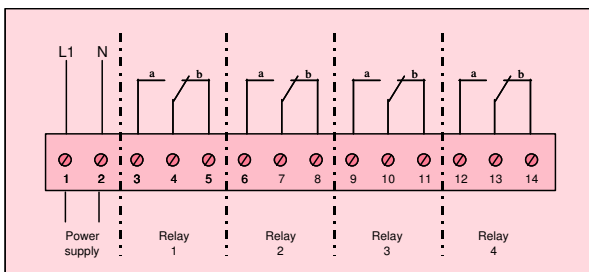 L1 N
a b a b a b a b
1 2 3 4 5 6 7 8 9 10 11 12 13 14
Power Relay Relay Relay Relay
supply 1 2 3 4